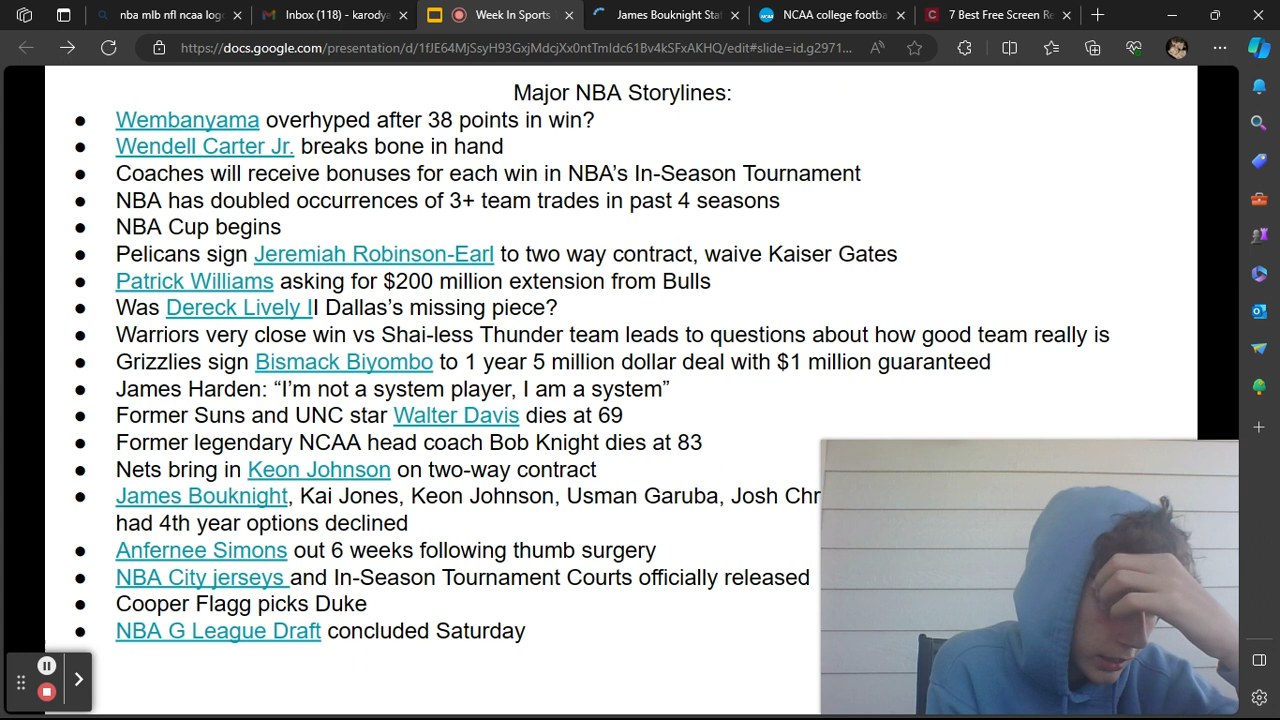 nba mlb nfl ncaa log
Inbox (118) - karodya
Week In Sports
James Bouknight Stat
NCAA college footba
7 Best Free Screen Re
https://docs.google.com/presentation/d/1fJE64MjSsyH93GxjMdcjXx0ntTmIdc61Bv4kSFxAKHQ/edit#slide=id.g2971...
Major NBA Storylines:
● Wembanyama overhyped after 38 points in win?
● Wendell Carter Jr. breaks bone in hand
● Coaches will receive bonuses for each win in NBA’s In-Season Tournament
● NBA has doubled occurrences of 3+ team trades in past 4 seasons
● NBA Cup begins
● Pelicans sign Jeremiah Robinson-Earl to two way contract, waive Kaiser Gates
● Patrick Williams asking for $200 million extension from Bulls
● Was Dereck Lively II Dallas’s missing piece?
● Warriors very close win vs Shai-less Thunder team leads to questions about how good team really is
● Grizzlies sign Bismack Biyombo to 1 year 5 million dollar deal with $1 million guaranteed
● James Harden: “I’m not a system player, I am a system”
● Former Suns and UNC star Walter Davis dies at 69
● Former legendary NCAA head coach Bob Knight dies at 83
● Nets bring in Keon Johnson on two-way contract
● James Bouknight, Kai Jones, Keon Johnson, Usman Garuba, Josh Chr
had 4th year options declined
● Anfernee Simons out 6 weeks following thumb surgery
● NBA City jerseys and In-Season Tournament Courts officially released
● Cooper Flagg picks Duke
● NBA G League Draft concluded Saturday